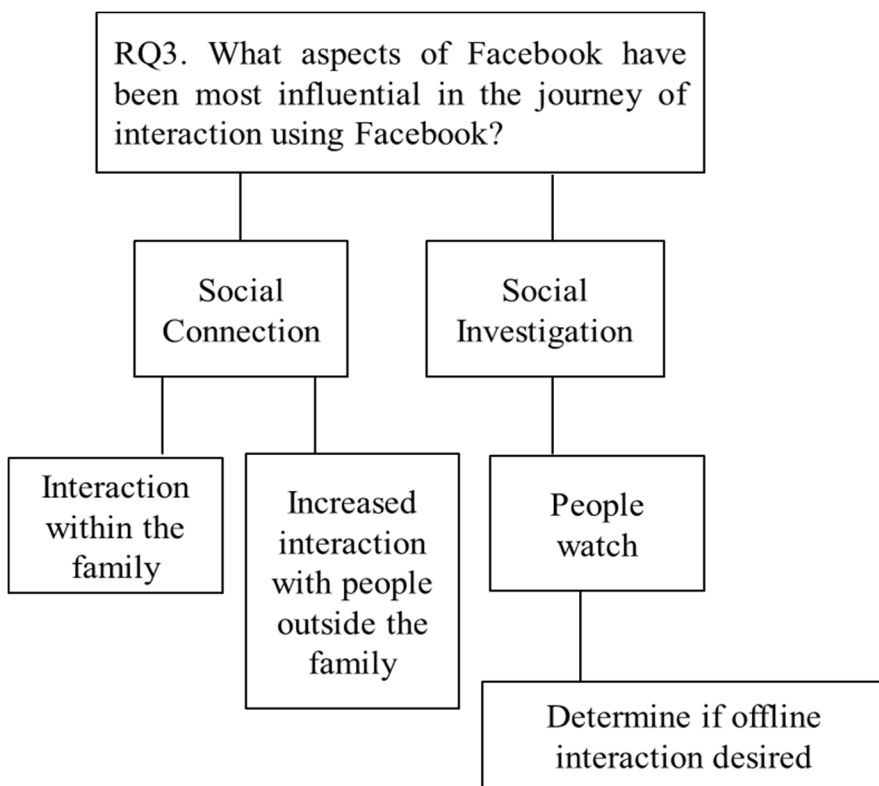 RQ3. What aspects of Facebook have
been most influential in the journey of
interaction using Facebook?
Social
Connection
Social
Investigation
Interaction
within the
family
Increased
interaction
with people
outside the
family
People
watch
Determine if offline
interaction desired